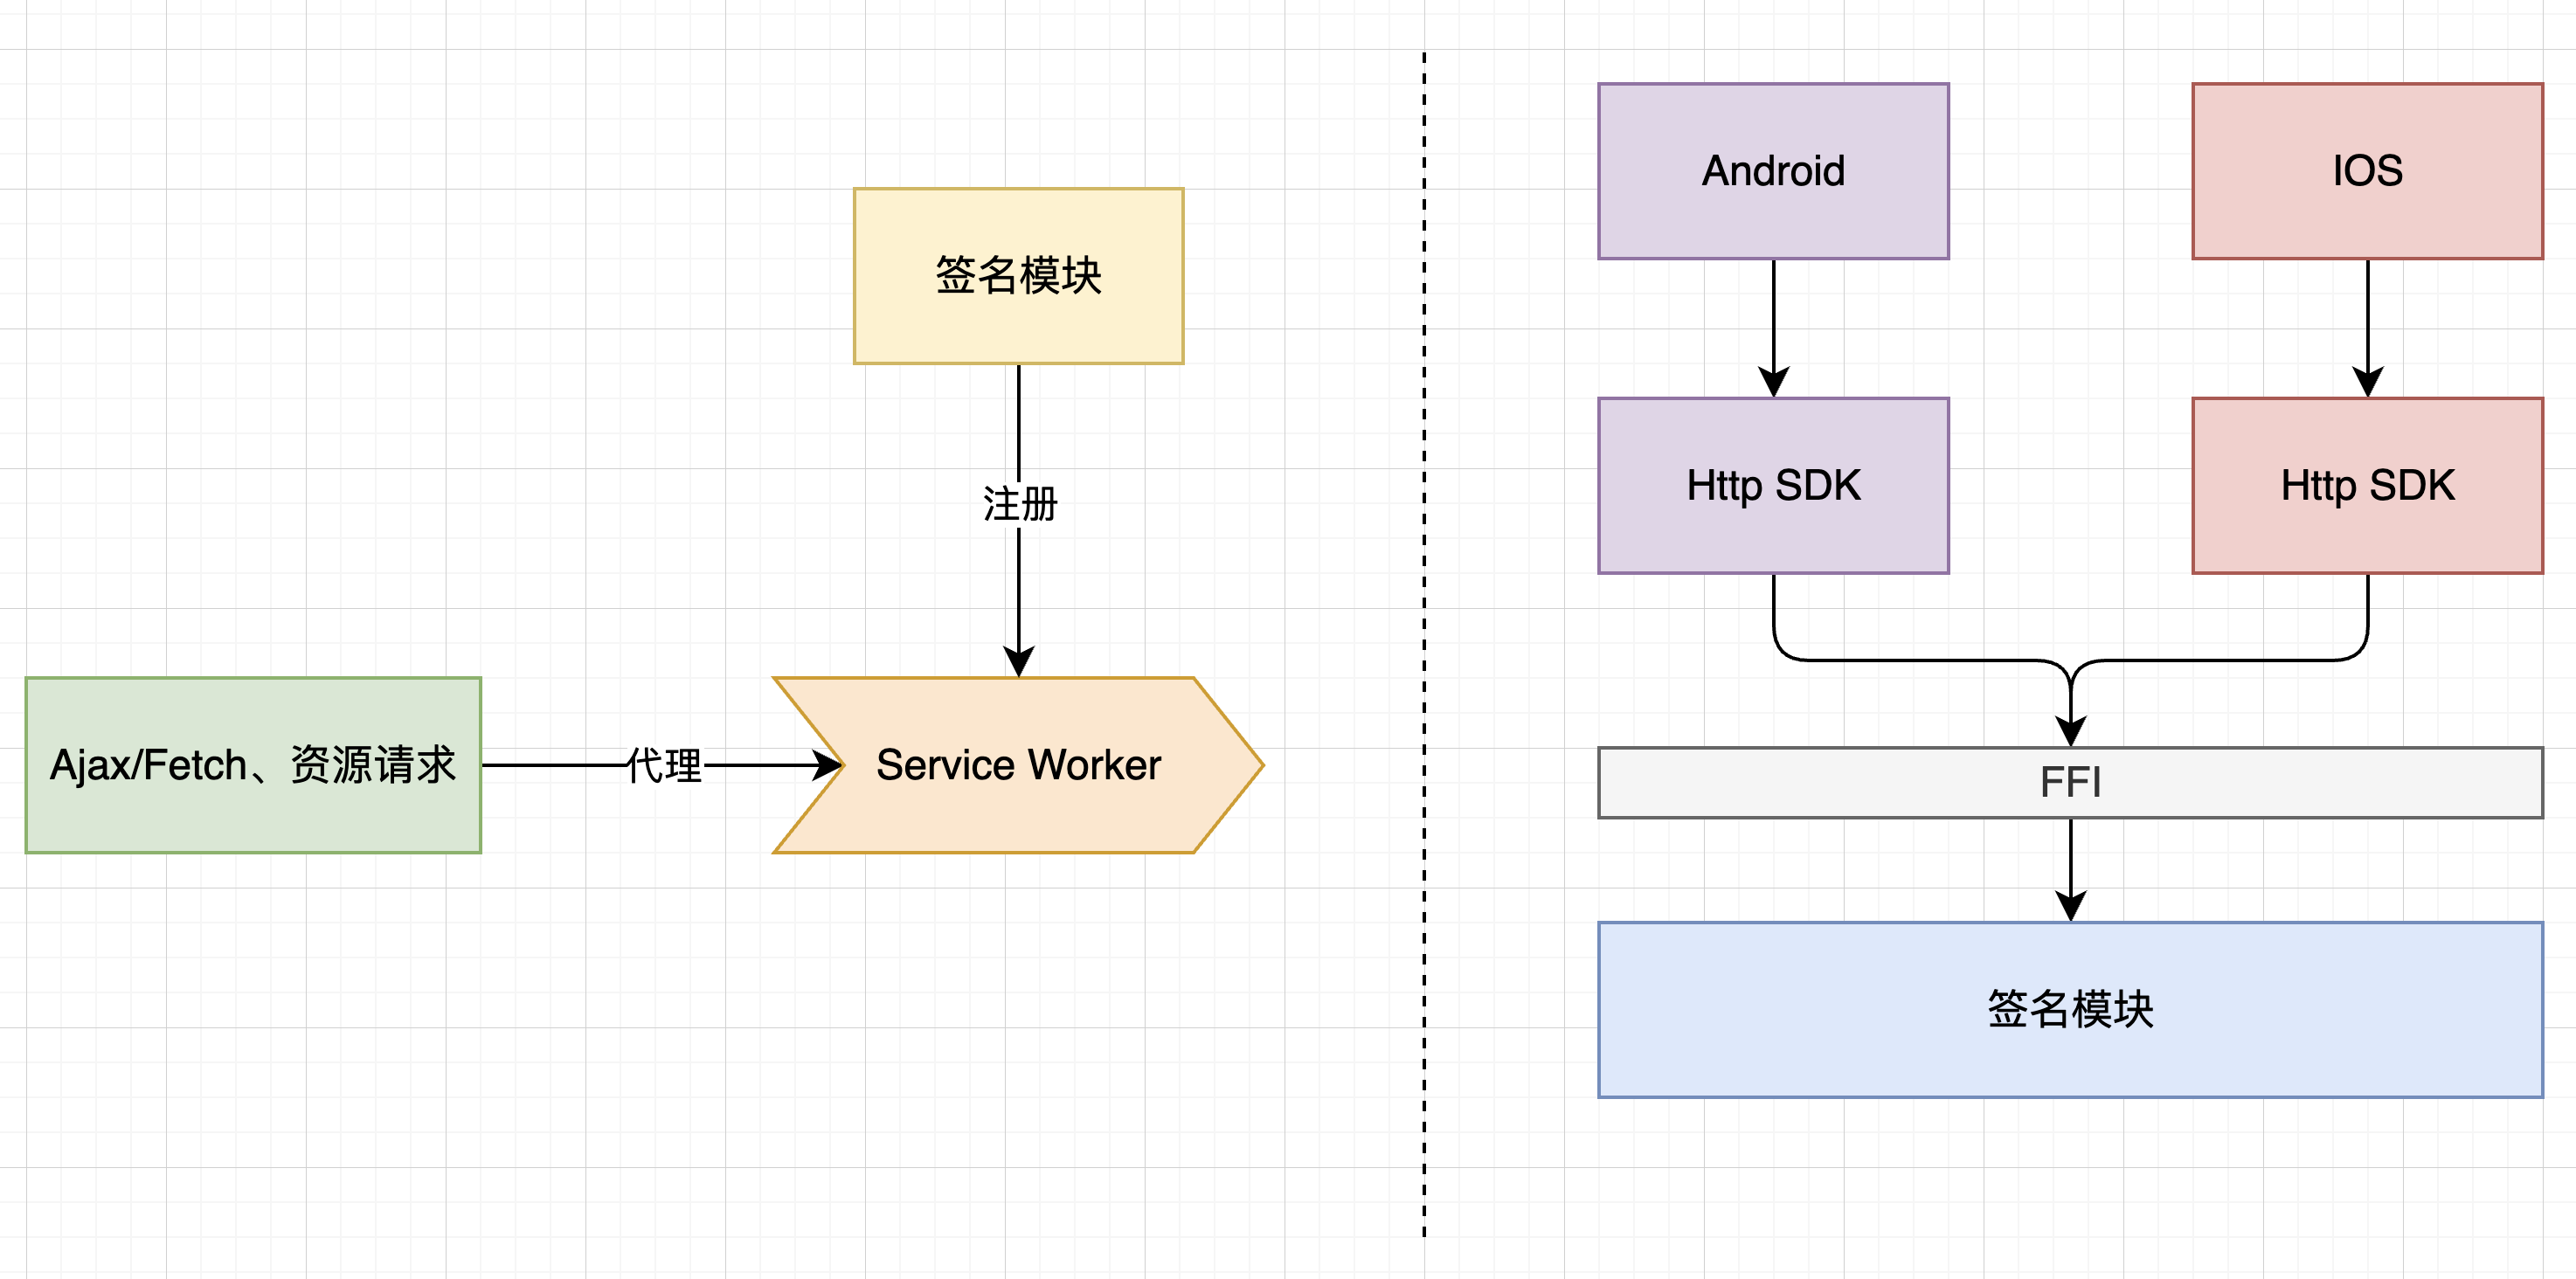 签名模块
注册
Ajax/Fetch、资源请求
代理
Service Worker
Android
IOS
Http SDK
Http SDK
FFI
签名模块